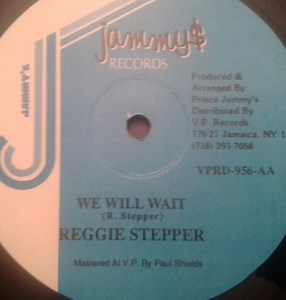 jammy$
RECORDS
JAMMY'S
Produced &
Arranged By
Prince Jammy's
Distributed By
V.P. Records
170-21 Jamaica, NY 1
(718) 291-7058
VPRD-956-AA
WE WILL WAIT
(R. Stepper)
REGGIE STEPPER
Mastered At V.P. By Paul Shields